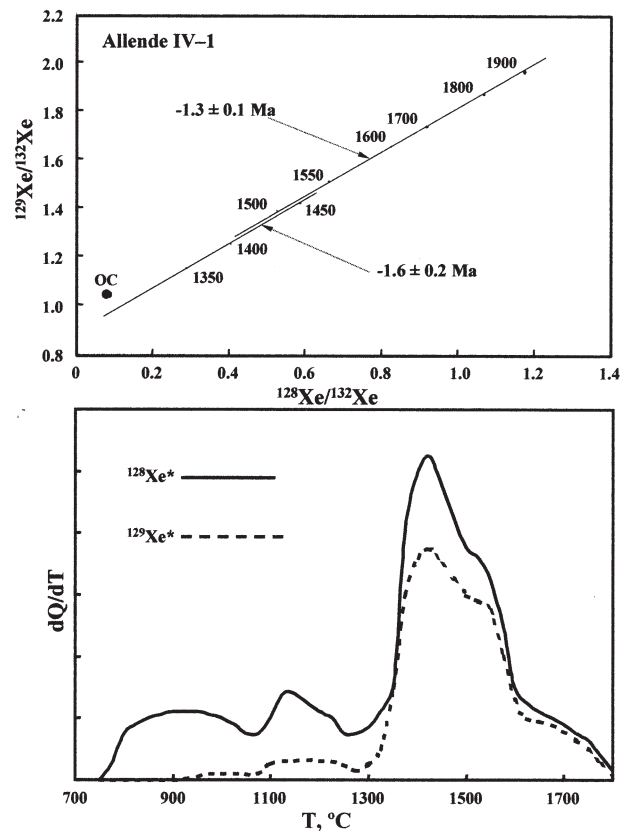 Allende IV–1
129Xe/132Xe
2.2
2.0
1.8
1.6
1.4
1.2
1.0
0.8
1900
1800
1700
1600
1550
1500
1450
1400
1350
-1.3 ± 0.1 Ma
-1.6 ± 0.2 Ma
OC
0 0.2 0.4 0.6 0.8 1.0 1.2 1.4
128Xe/132Xe
128Xe*
129Xe*
dQ/dT
700 900 1100 1300 1500 1700
T, ºC